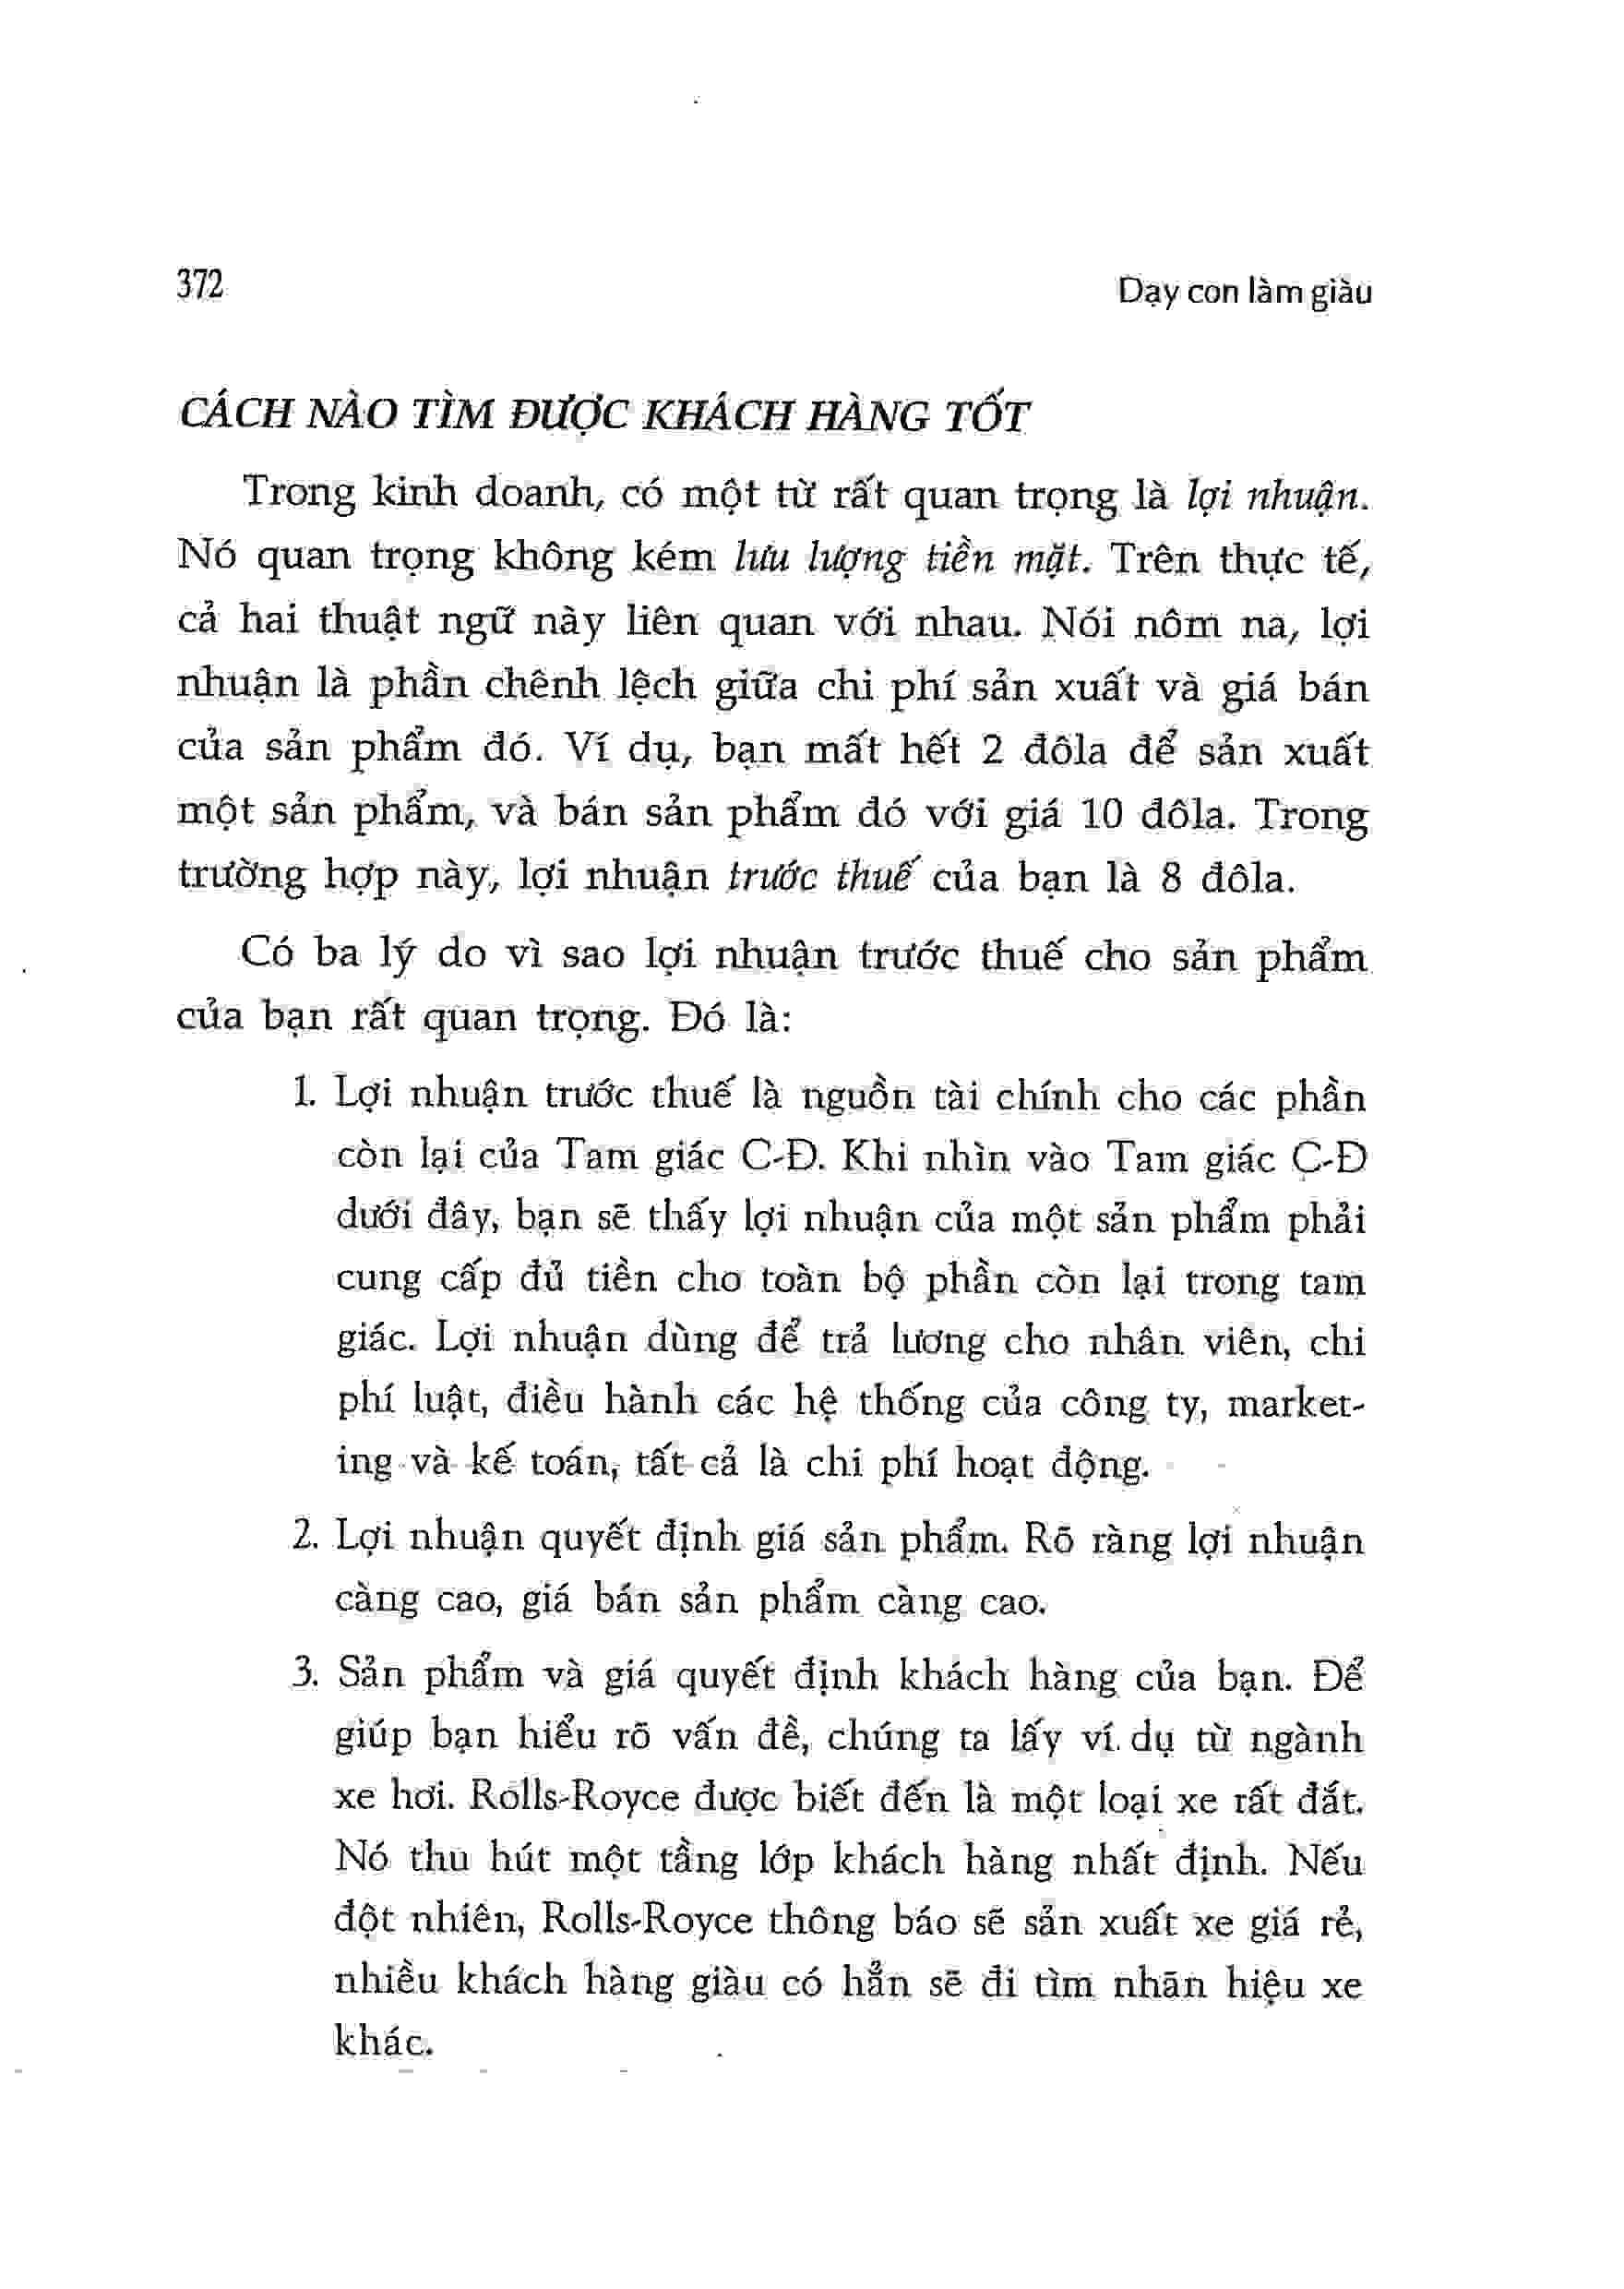 372
Dạy con làm giàu
CÁCH NÀO TÌM ĐƯỢC KHÁCH HÀNG TỐT
Trong kinh doanh, có một từ rất quan trọng là lợi nhuận.
Nó quan trọng không kém lưu lượng tiền mặt. Trên thực tế,
cả hai thuật ngữ này liên quan với nhau. Nói nôm na, lợi
nhuận là phần chênh lệch giữa chi phí sản xuất và giá bán
của sản phẩm đó. Ví dụ, bạn mất hết 2 đôla để sản xuất
một sản phẩm, và bán sản phẩm đó với giá 10 đôla. Trong
trường hợp này, lợi nhuận trước thuế của bạn là 8 đôla.
Có ba lý do vì sao lợi nhuận trước thuế cho sản phẩm
của bạn rất quan trọng. Đó là:
1. Lợi nhuận trước thuế là nguồn tài chính cho các phần
còn lại của Tam giác C-Đ. Khi nhìn vào Tam giác C-Đ
dưới đây, bạn sẽ thấy lợi nhuận của một sản phẩm phải
cung cấp đủ tiền cho toàn bộ phần còn lại trong tam
giác. Lợi nhuận dùng để trả lương cho nhân viên, chi
phí luật, điều hành các hệ thống của công ty, market-
ing và kế toán, tất cả là chi phí hoạt động.
2. Lợi nhuận quyết định giá sản phẩm. Rõ ràng lợi nhuận
càng cao, giá bán sản phẩm càng cao.
3. Sản phẩm và giá quyết định khách hàng của bạn. Để
giúp bạn hiểu rõ vấn đề, chúng ta lấy ví dụ từ ngành
xe hơi. Rolls-Royce được biết đến là một loại xe rất đắt.
Nó thu hút một tầng lớp khách hàng nhất định. Nếu
đột nhiên, Rolls-Royce thông báo sẽ sản xuất xe giá rẻ,
nhiều khách hàng giàu có hẳn sẽ đi tìm nhãn hiệu xe
khác.